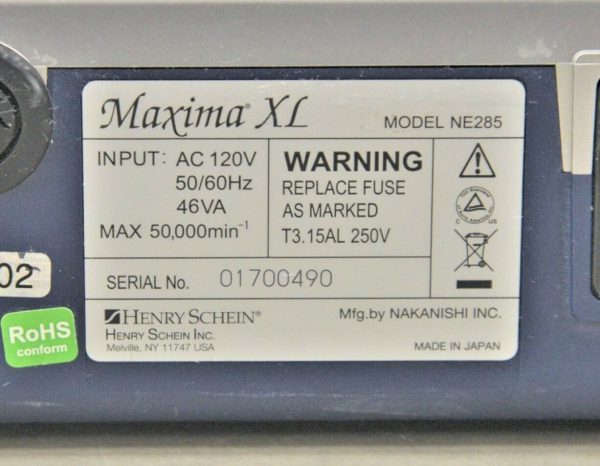 Maxima® XL
MODEL NE285
INPUT: AC 120V
50/60Hz
46VA
MAX 50,000min⁻¹
WARNING
REPLACE FUSE
AS MARKED
T3.15AL 250V
SERIAL No. 01700490
HENRY SCHEIN®
HENRY SCHEIN INC.
Melville, NY 11747 USA
Mfg.by NAKANISHI INC.
MADE IN JAPAN
02
RoHS
conform